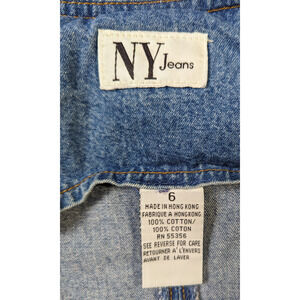 NY Jeans
6
MADE IN HONG KONG
FABRIQUE A HONGKONG
100% COTTON/
100% COTON
RN 55356
SEE REVERSE FOR CARE
RETOURNER A L'ENVERS
AVANT DE LAVER